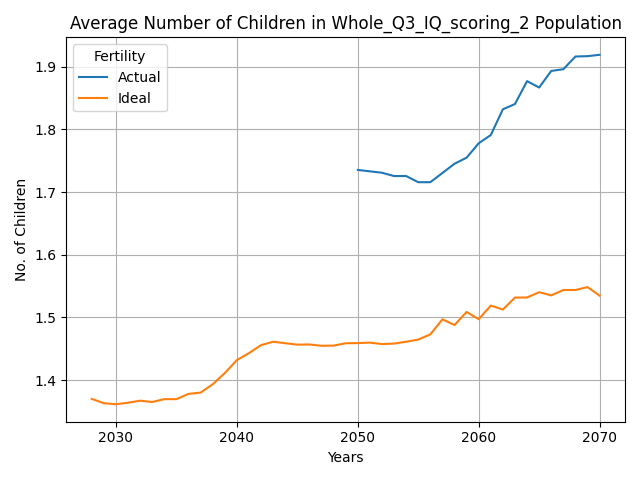 Average Number of Children in Whole_Q3_IQ_scoring_2 Population
Fertility
Actual
Ideal
No. of Children
1.9
1.8
1.7
1.6
1.5
1.4
2030 2040 2050 2060 2070
Years